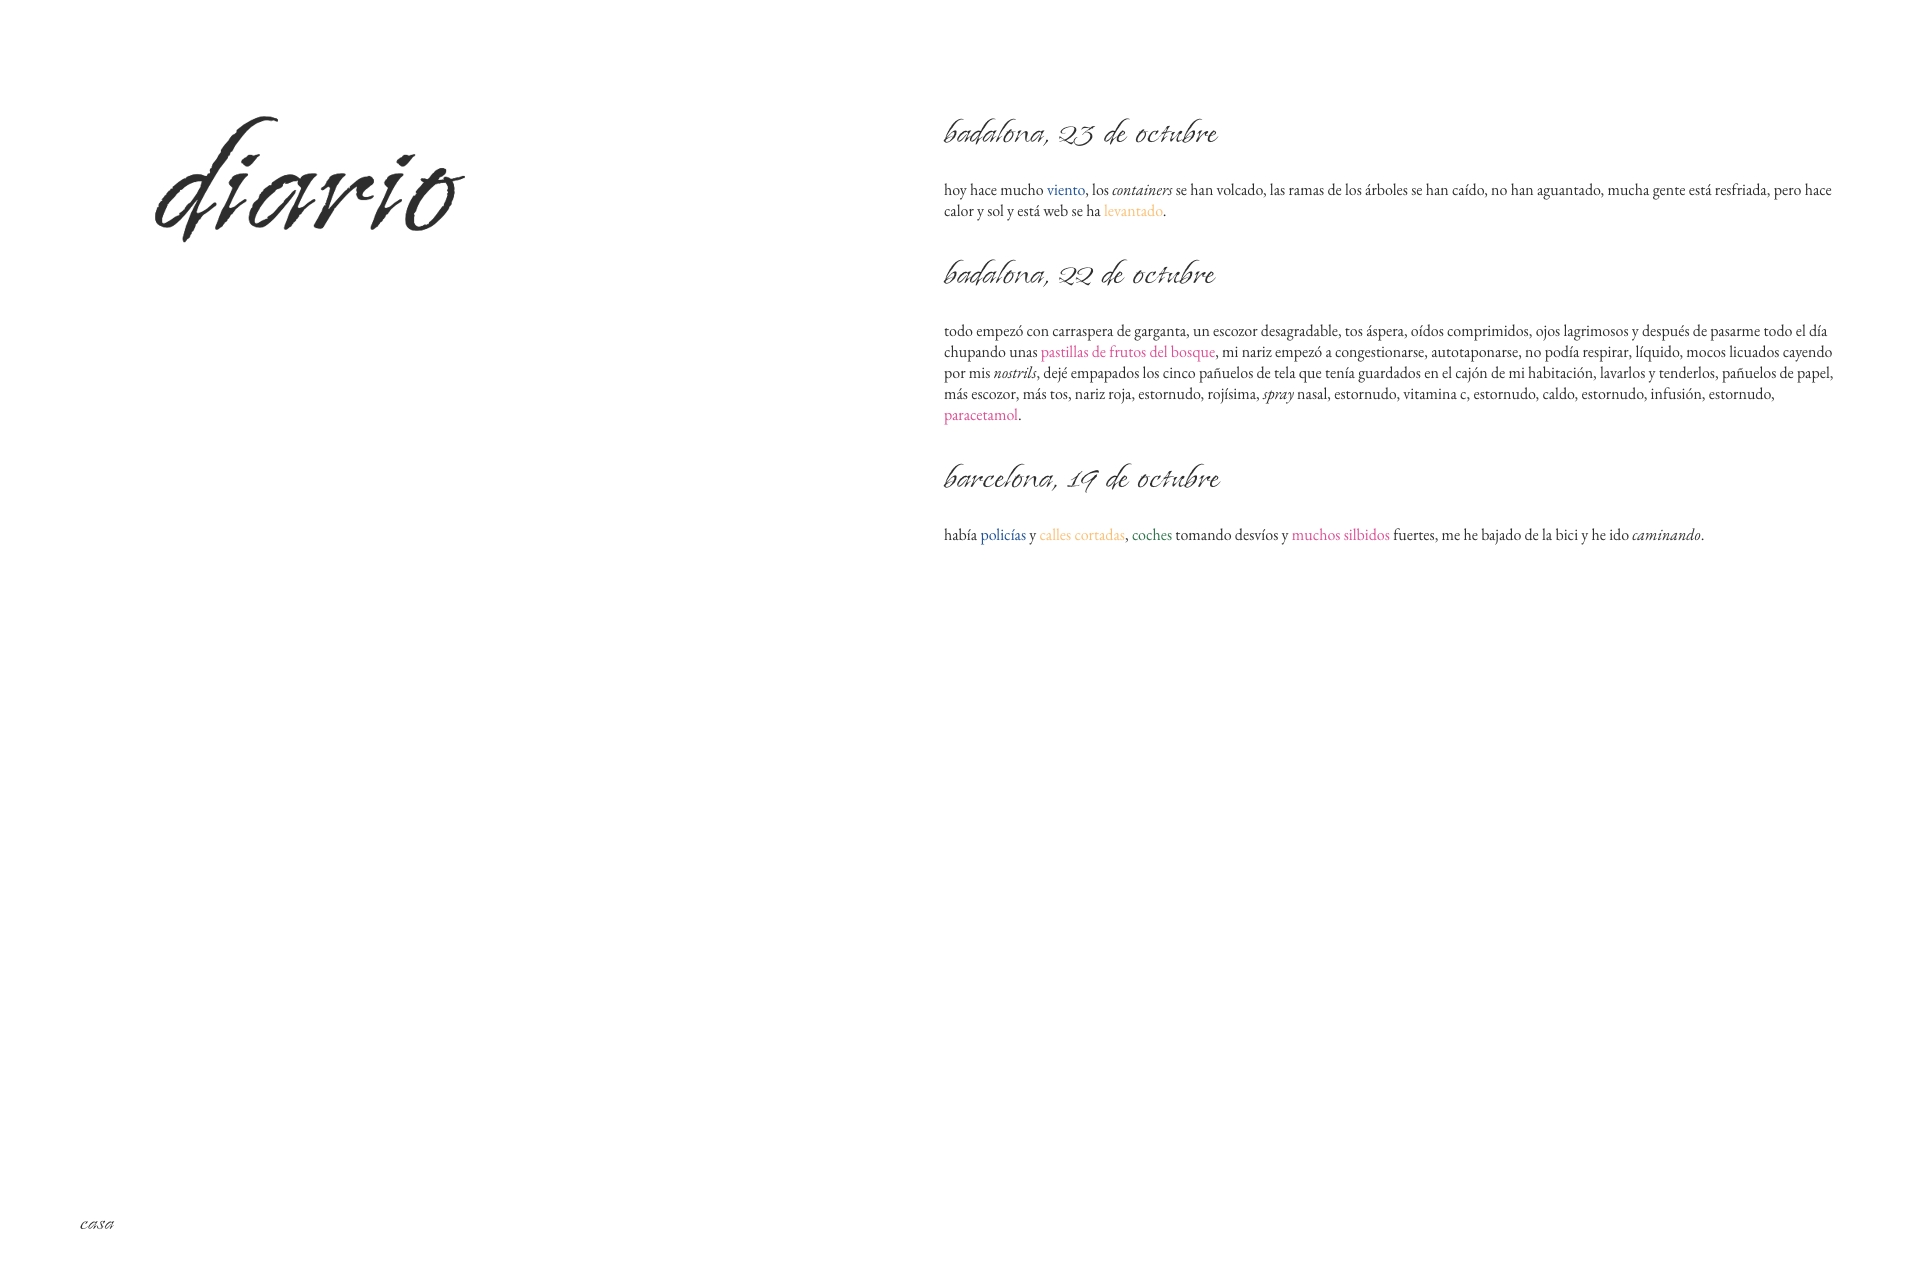 diario
badalona, 23 de octubre
hoy hace mucho viento, los containers se han volcado, las ramas de los árboles se han caído, no han aguantado, mucha gente está resfriada, pero hace
calor y sol y está web se ha levantado.
badalona, 22 de octubre
todo empezó con carraspera de garganta, un escozor desagradable, tos áspera, oídos comprimidos, ojos lagrimosos y después de pasarme todo el día
chupando unas pastillas de frutos del bosque, mi nariz empezó a congestionarse, autotaponarse, no podía respirar, líquido, mocos licuados cayendo
por mis nostrils, dejé empapados los cinco pañuelos de tela que tenía guardados en el cajón de mi habitación, lavarlos y tenderlos, pañuelos de papel,
más escozor, más tos, nariz roja, estornudo, rojísima, spray nasal, estornudo, vitamina c, estornudo, caldo, estornudo, infusión, estornudo,
paracetamol.
barcelona, 19 de octubre
había policías y calles cortadas, coches tomando desvíos y muchos silbidos fuertes, me he bajado de la bici y he ido caminando.
casa